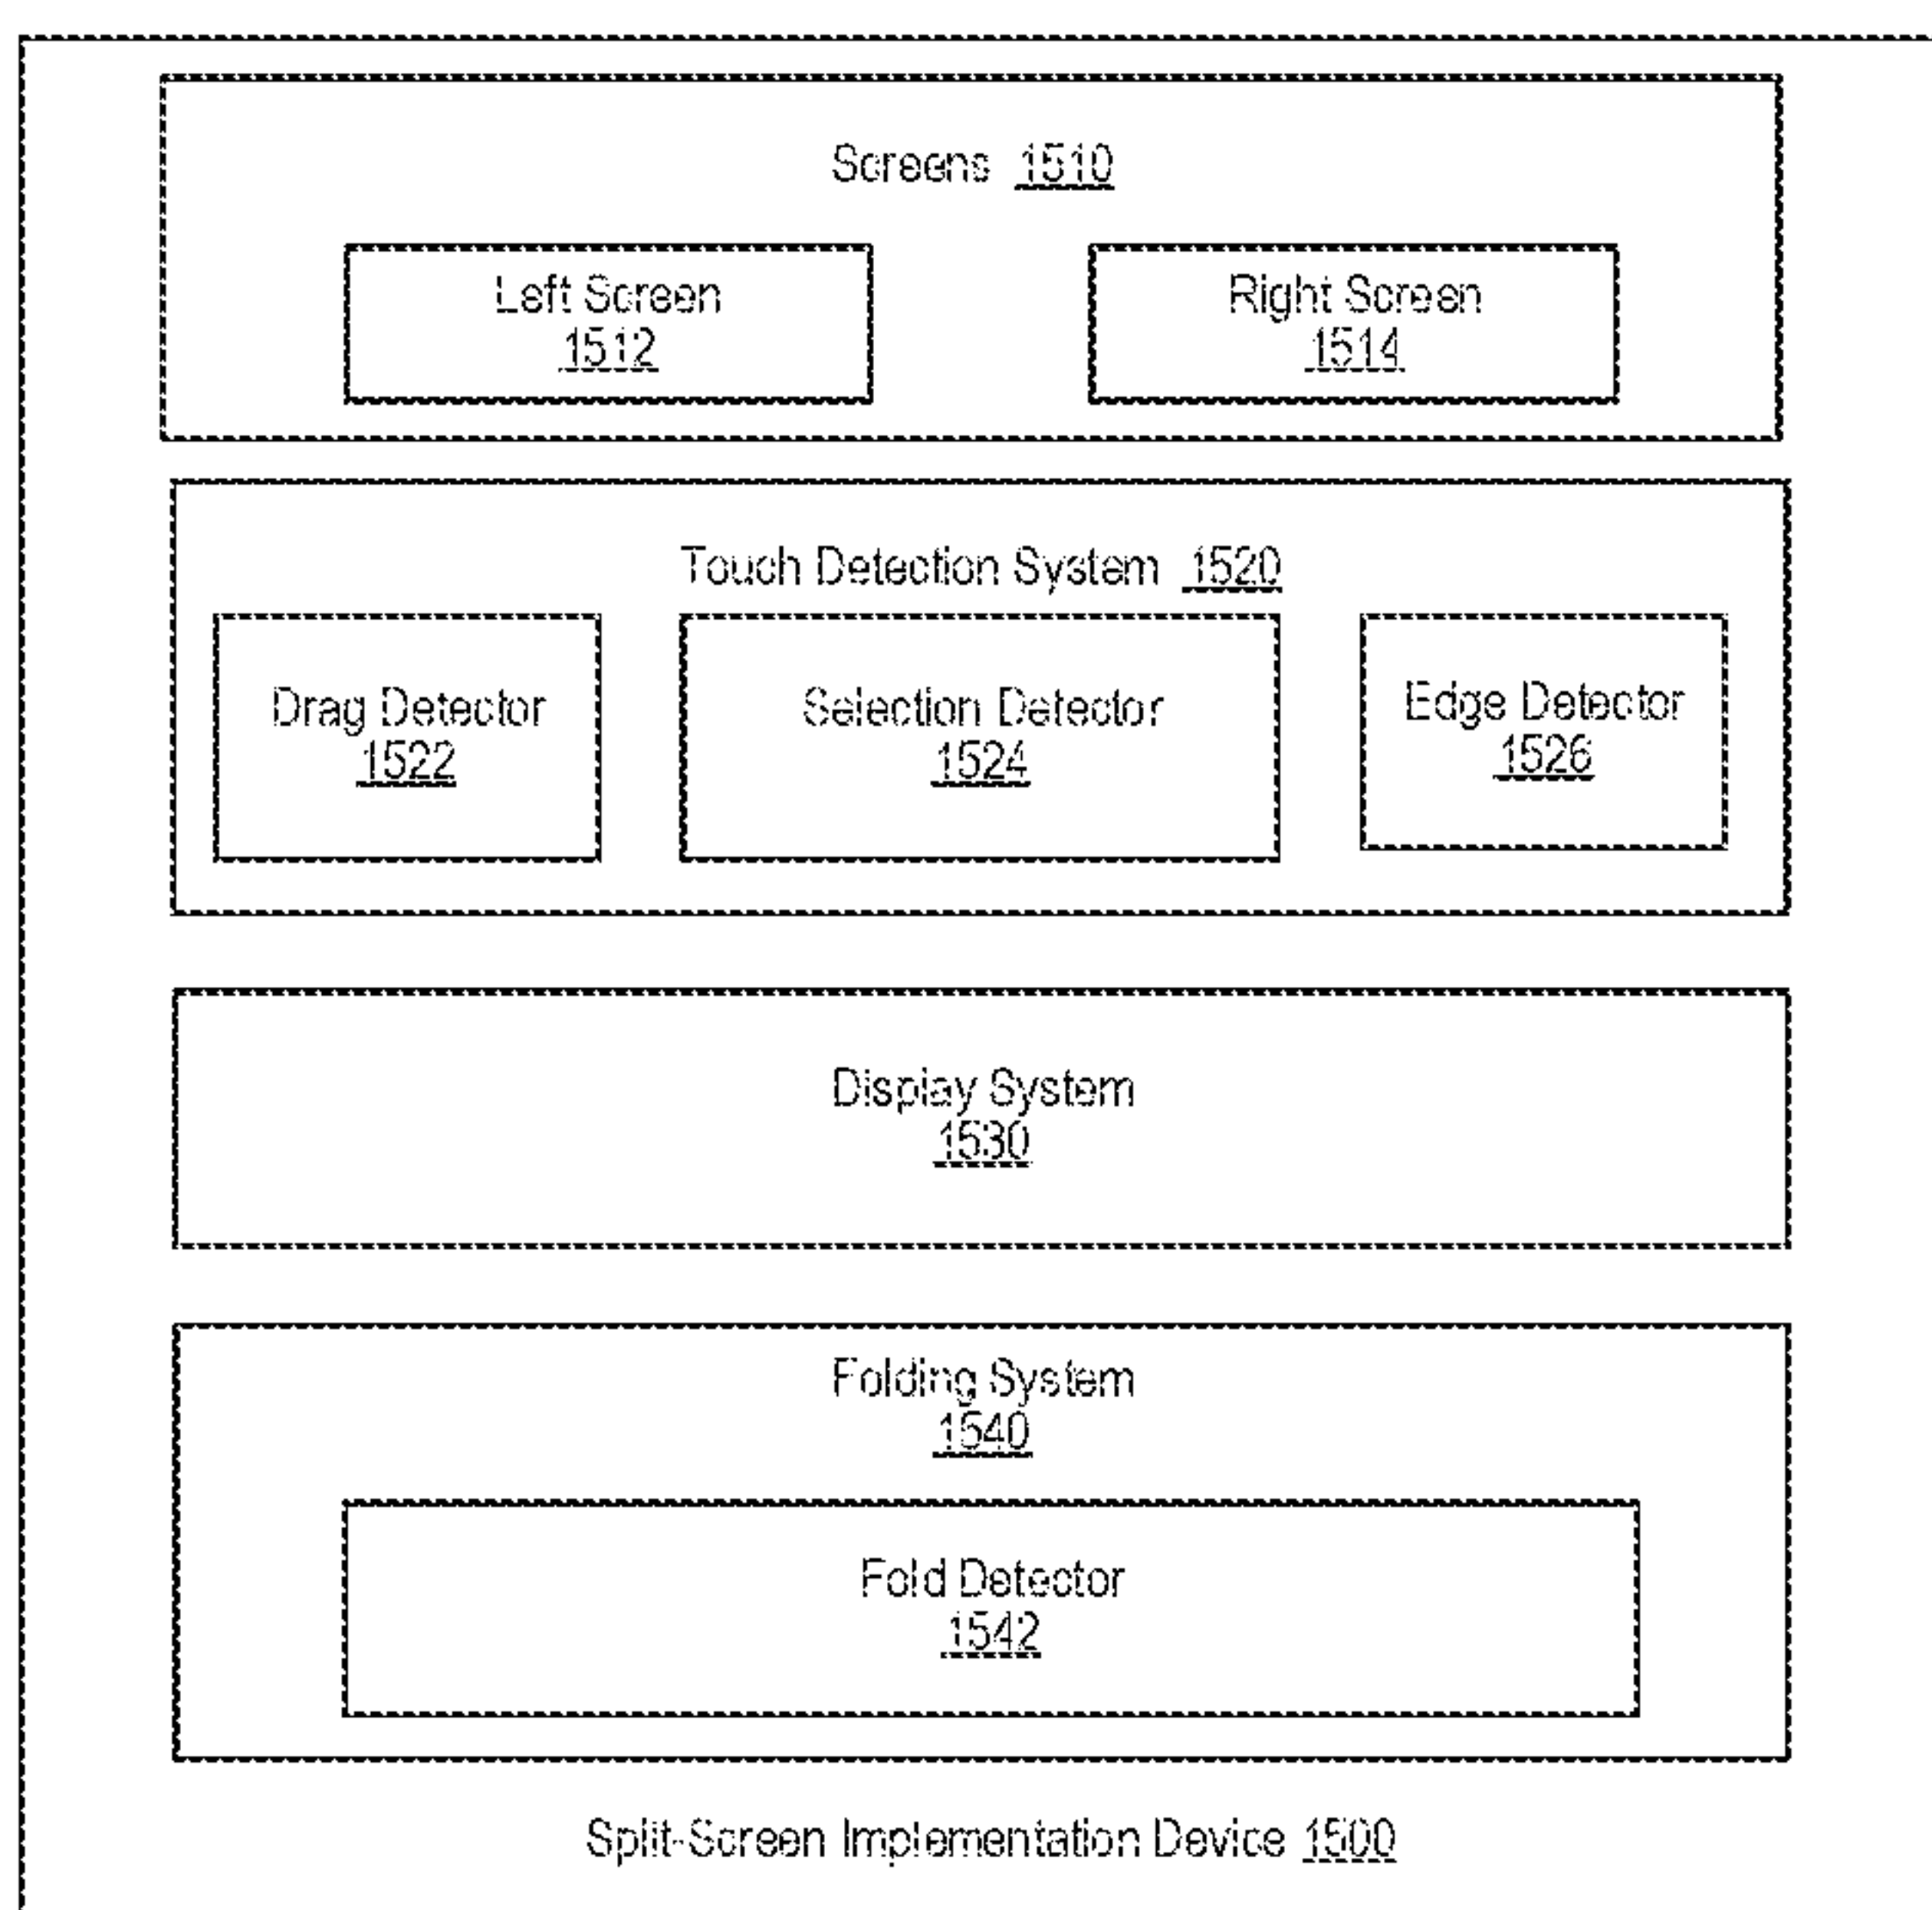 Screens 1510
Left Screen
1512
Right Screen
1514
Touch Detection System 1520
Drag Detector
1522
Selection Detector
1524
Edge Detector
1526
Display System
1530
Folding System
1540
Fold Detector
1542
Split-Screen Implementation Device 1500